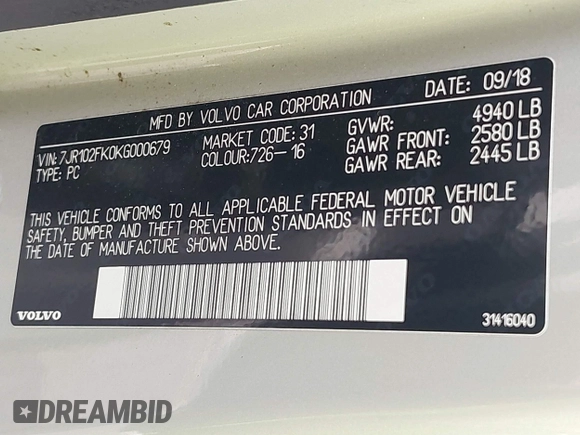 MFD BY VOLVO CAR CORPORATION DATE: 09/18
VIN: 7JR102FK0KG000679 MARKET CODE: 31 GVWR: 4940 LB
TYPE: PC COLOUR:726-16 GAWR FRONT: 2580 LB
GAWR REAR: 2445 LB
THIS VEHICLE CONFORMS TO ALL APPLICABLE FEDERAL MOTOR VEHICLE
SAFETY, BUMPER AND THEFT PREVENTION STANDARDS IN EFFECT ON
THE DATE OF MANUFACTURE SHOWN ABOVE.
VOLVO 31416040
DREAMBID